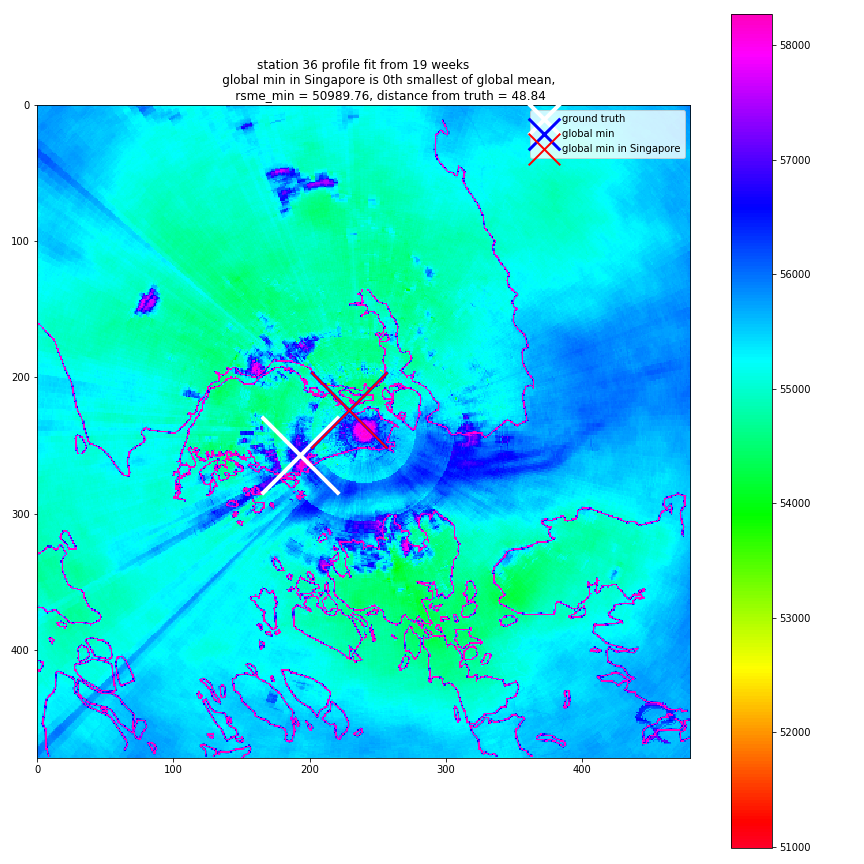 station 36 profile fit from 19 weeks
global min in Singapore is 0th smallest of global mean,
rsme_min = 50989.76, distance from truth = 48.84
ground truth
global min
global min in Singapore
0
100
200
300
400
0 100 200 300 400
58000
57000
56000
55000
54000
53000
52000
51000